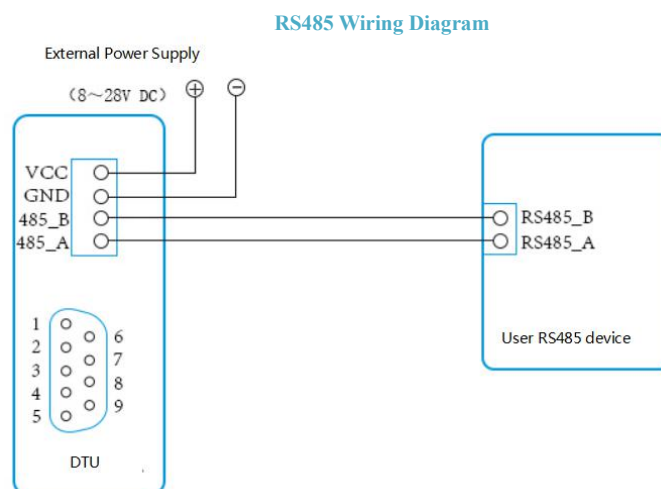 RS485 Wiring Diagram
External Power Supply
(8～28V DC)
VCC
GND
485_B
485_A
RS485_B
RS485_A
1
2
3
4
5
6
7
8
9
User RS485 device
DTU